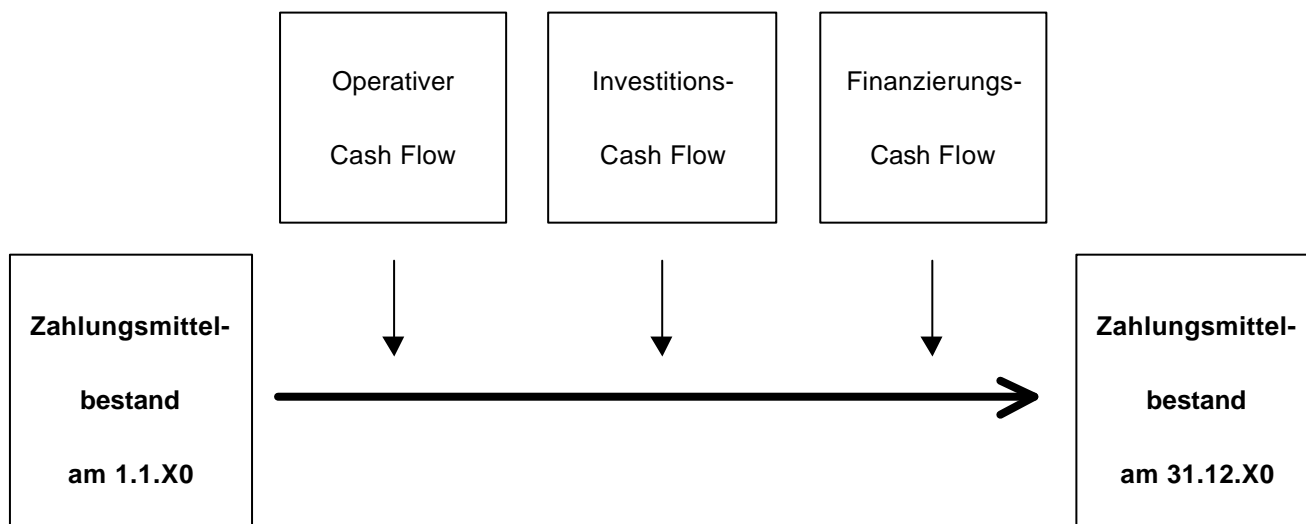 Operativer
Cash Flow
Investitions-
Cash Flow
Finanzierungs-
Cash Flow
Zahlungsmittel-
bestand
am 1.1.X0
Zahlungsmittel-
bestand
am 31.12.X0